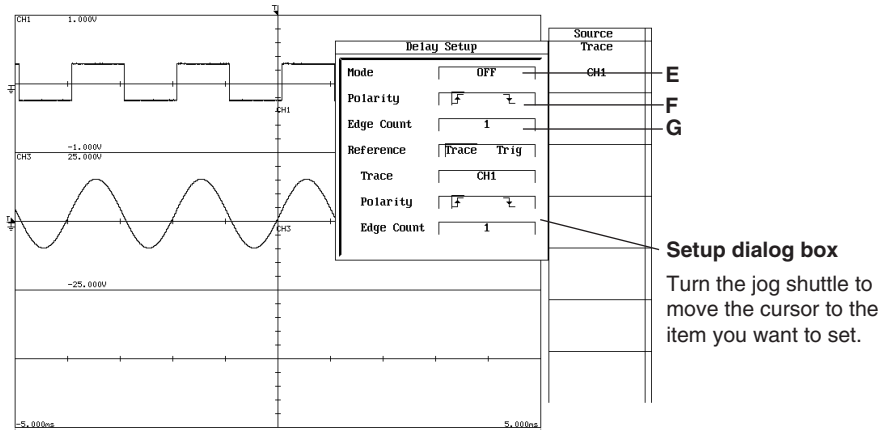 T
CH1 1.000V
CH1
-1.000V
CH3 25.000V
T
CH3
-25.000V
-5.000ms 5.000ms
Delay Setup
Mode OFF
Polarity
Edge Count 1
Reference Trace Trig
Trace CH1
Polarity
Edge Count 1
Source
Trace
CH1
E
F
G
Setup dialog box
Turn the jog shuttle to
move the cursor to the
item you want to set.